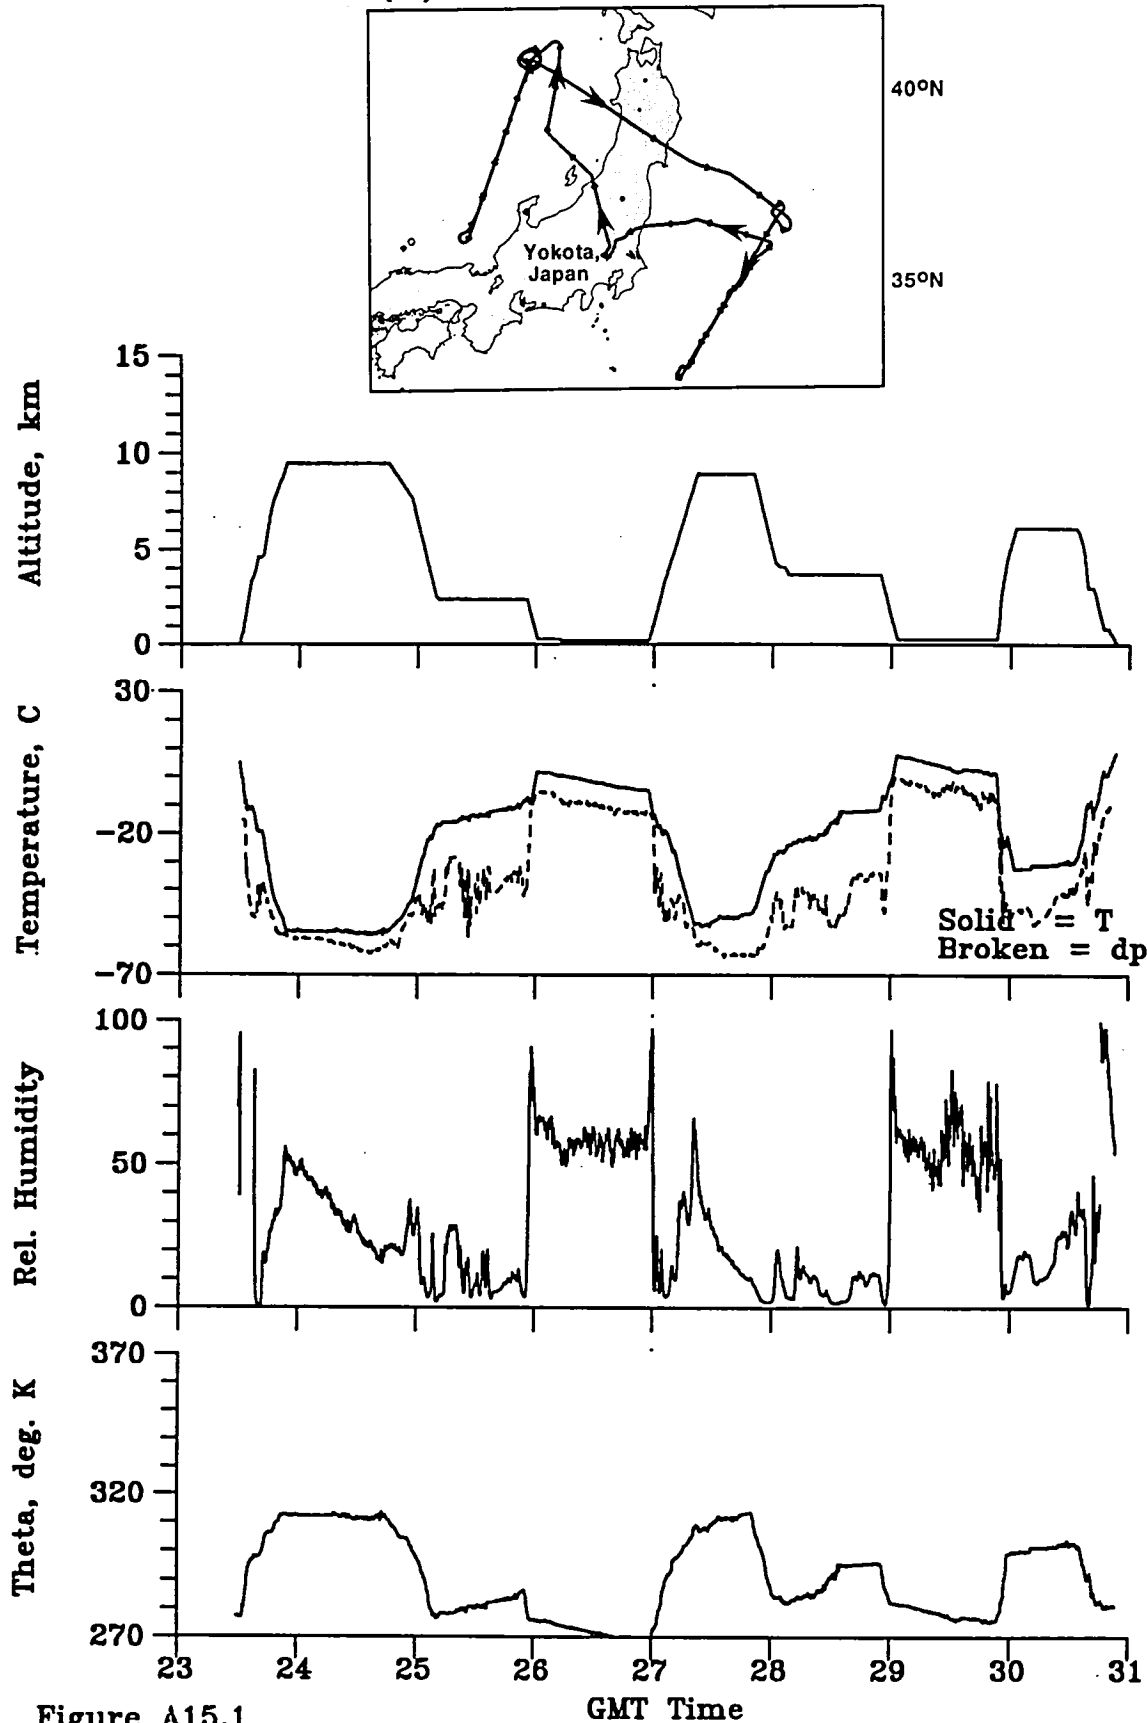 40°N
Yokota,
Japan
35°N
15
10
5
0
Altitude, km
30
-20
-70
Temperature, C
Solid = T
Broken = dp
100
50
0
Rel. Humidity
370
320
270
Theta, deg. K
23 24 25 26 27 28 29 30 31
GMT Time
Figure A15.1